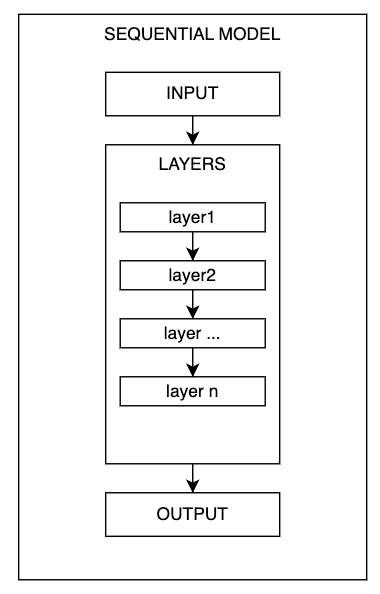 SEQUENTIAL MODEL
INPUT
LAYERS
layer1
layer2
layer ...
layer n
OUTPUT